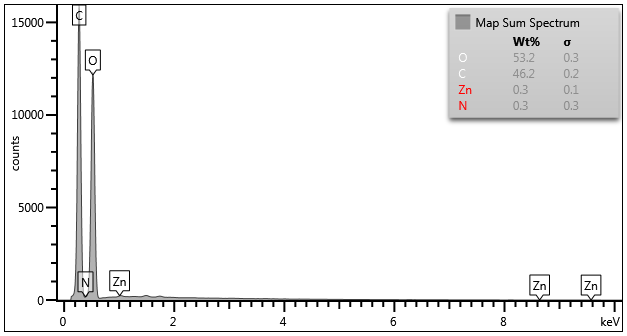 15000
10000
5000
0
counts
C
O
N
Zn
Zn
Zn
0
2
4
6
8
keV
Map Sum Spectrum
Wt% σ
O 53.2 0.3
C 46.2 0.2
Zn 0.3 0.1
N 0.3 0.3